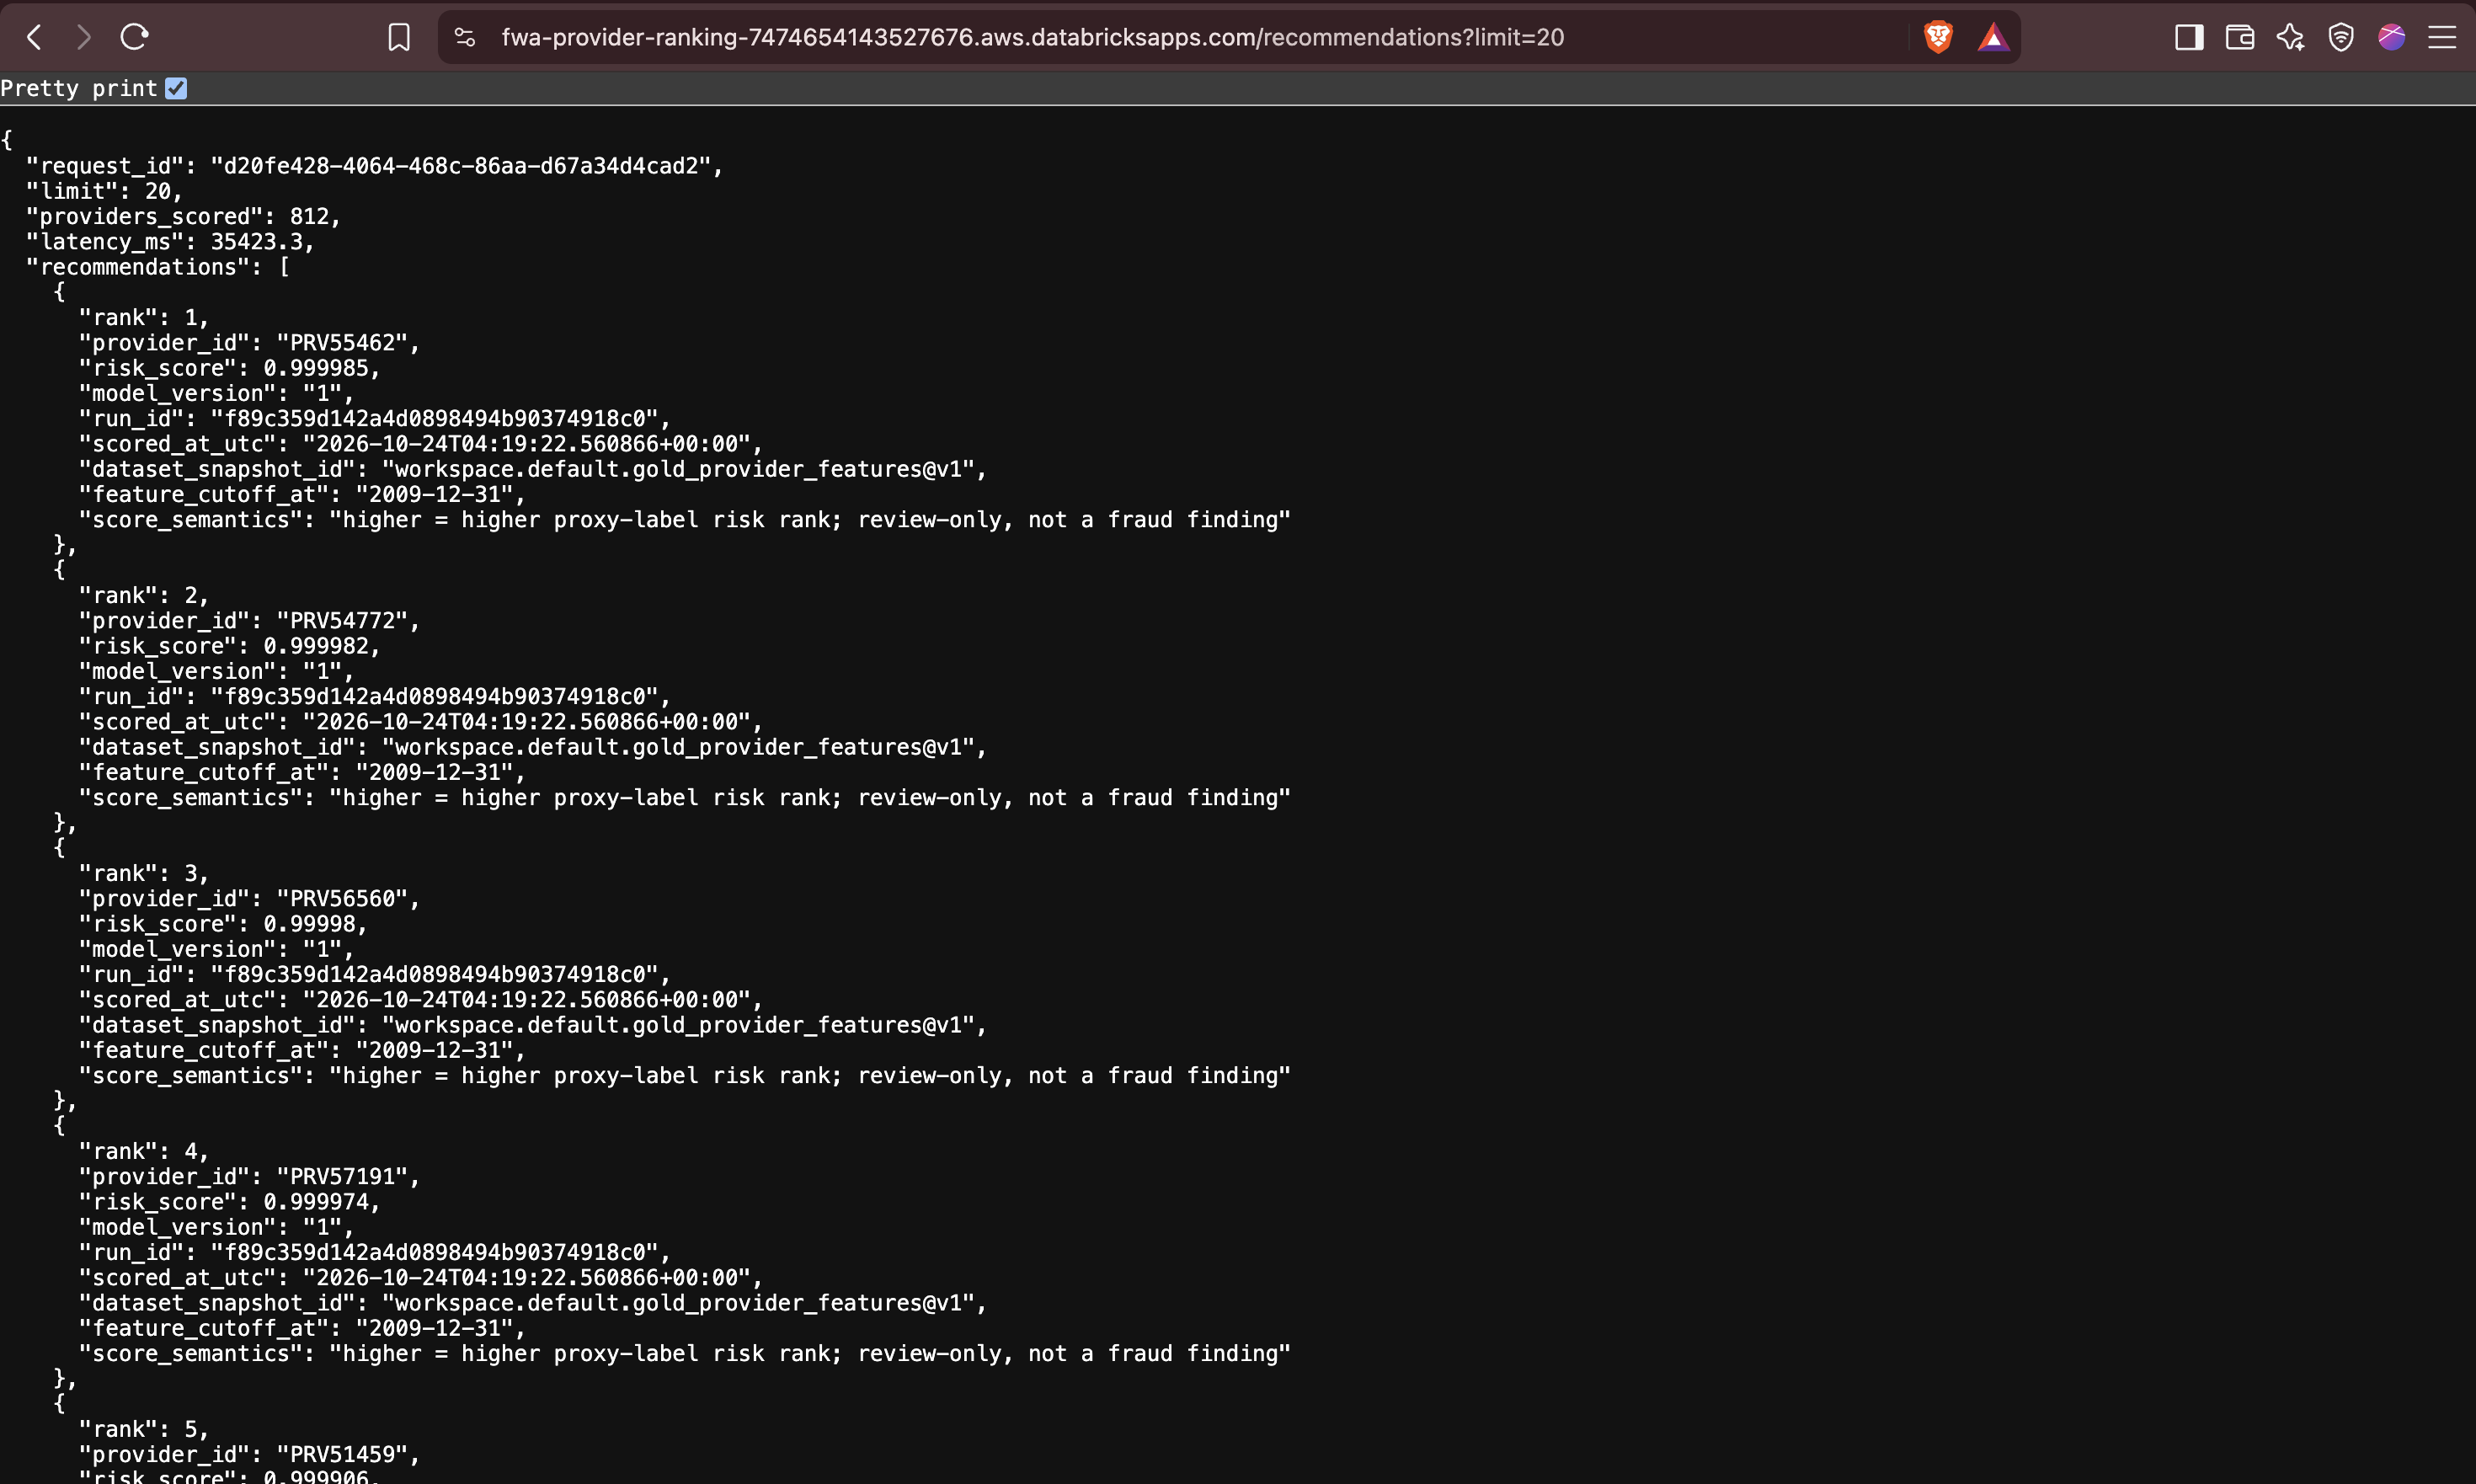 fwa-provider-ranking-7474654143527676.aws.databricksapps.com/recommendations?limit=20
Pretty print
{
  "request_id": "d20fe428-4064-468c-86aa-d67a34d4cad2",
  "limit": 20,
  "providers_scored": 812,
  "latency_ms": 35423.3,
  "recommendations": [
    {
      "rank": 1,
      "provider_id": "PRV55462",
      "risk_score": 0.999985,
      "model_version": "1",
      "run_id": "f89c359d142a4d0898494b90374918c0",
      "scored_at_utc": "2026-10-24T04:19:22.560866+00:00",
      "dataset_snapshot_id": "workspace.default.gold_provider_features@v1",
      "feature_cutoff_at": "2009-12-31",
      "score_semantics": "higher = higher proxy-label risk rank; review-only, not a fraud finding"
    },
    {
      "rank": 2,
      "provider_id": "PRV54772",
      "risk_score": 0.999982,
      "model_version": "1",
      "run_id": "f89c359d142a4d0898494b90374918c0",
      "scored_at_utc": "2026-10-24T04:19:22.560866+00:00",
      "dataset_snapshot_id": "workspace.default.gold_provider_features@v1",
      "feature_cutoff_at": "2009-12-31",
      "score_semantics": "higher = higher proxy-label risk rank; review-only, not a fraud finding"
    },
    {
      "rank": 3,
      "provider_id": "PRV56560",
      "risk_score": 0.99998,
      "model_version": "1",
      "run_id": "f89c359d142a4d0898494b90374918c0",
      "scored_at_utc": "2026-10-24T04:19:22.560866+00:00",
      "dataset_snapshot_id": "workspace.default.gold_provider_features@v1",
      "feature_cutoff_at": "2009-12-31",
      "score_semantics": "higher = higher proxy-label risk rank; review-only, not a fraud finding"
    },
    {
      "rank": 4,
      "provider_id": "PRV57191",
      "risk_score": 0.999974,
      "model_version": "1",
      "run_id": "f89c359d142a4d0898494b90374918c0",
      "scored_at_utc": "2026-10-24T04:19:22.560866+00:00",
      "dataset_snapshot_id": "workspace.default.gold_provider_features@v1",
      "feature_cutoff_at": "2009-12-31",
      "score_semantics": "higher = higher proxy-label risk rank; review-only, not a fraud finding"
    },
    {
      "rank": 5,
      "provider_id": "PRV51459",
      "risk_score": 0.999906,